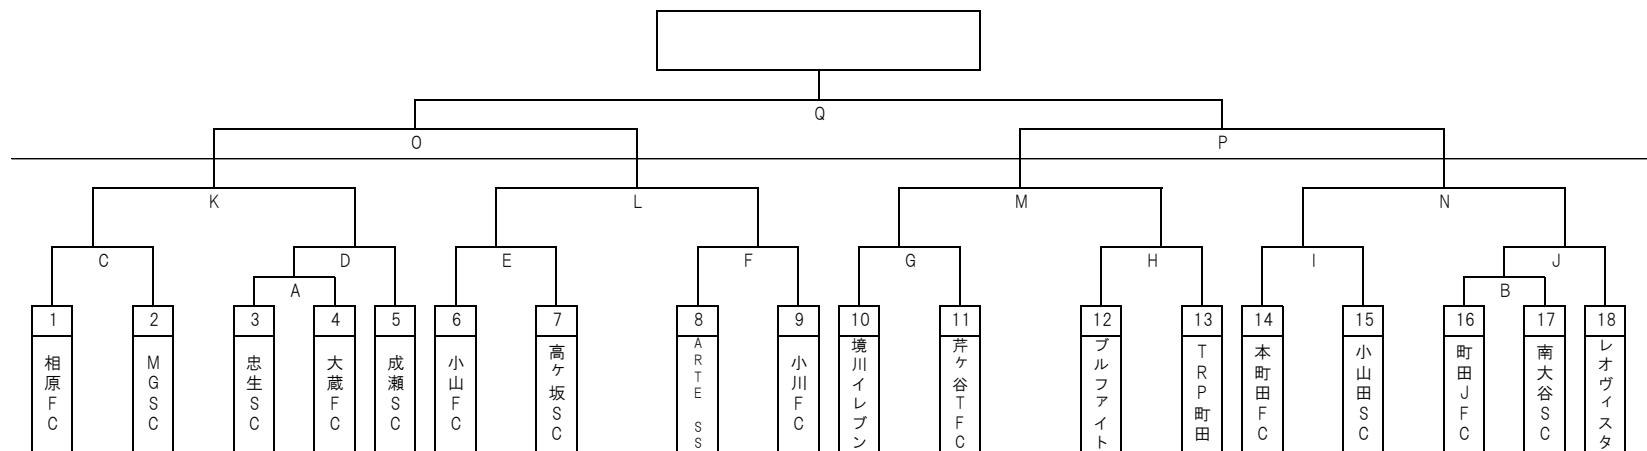 Q
O P
K L M N
C D E F G H I J
A B
1 2 3 4 5 6 7 8 9 10 11 12 13 14 15 16 17 18
相原FC
MGSC
忠生SC
大蔵FC
成瀬SC
小山FC
高ヶ坂SC
ARTE SS
小川FC
境川イレブン
芹ヶ谷TFC
ブルファイト
TRP町田
本町田FC
小山田SC
町田JFC
南大谷SC
レオヴィスタ